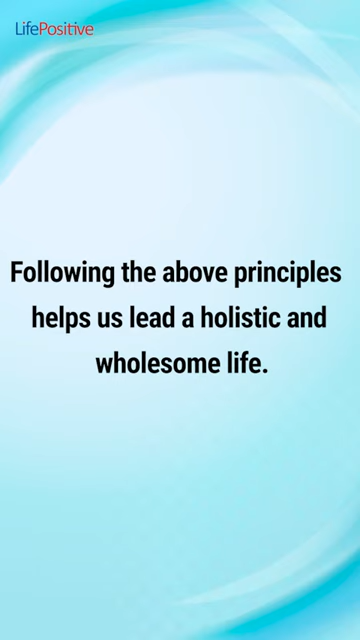 LifePositive
Following the above principles
helps us lead a holistic and
wholesome life.